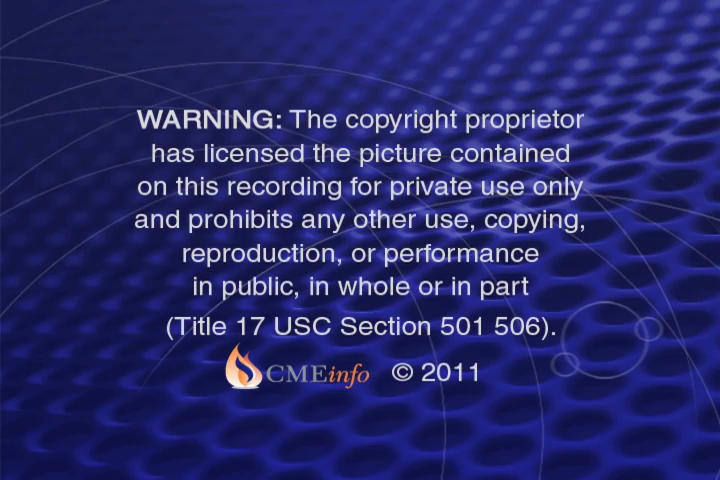 WARNING: The copyright proprietor
has licensed the picture contained
on this recording for private use only
and prohibits any other use, copying,
reproduction, or performance
in public, in whole or in part
(Title 17 USC Section 501 506).
CMEinfo © 2011